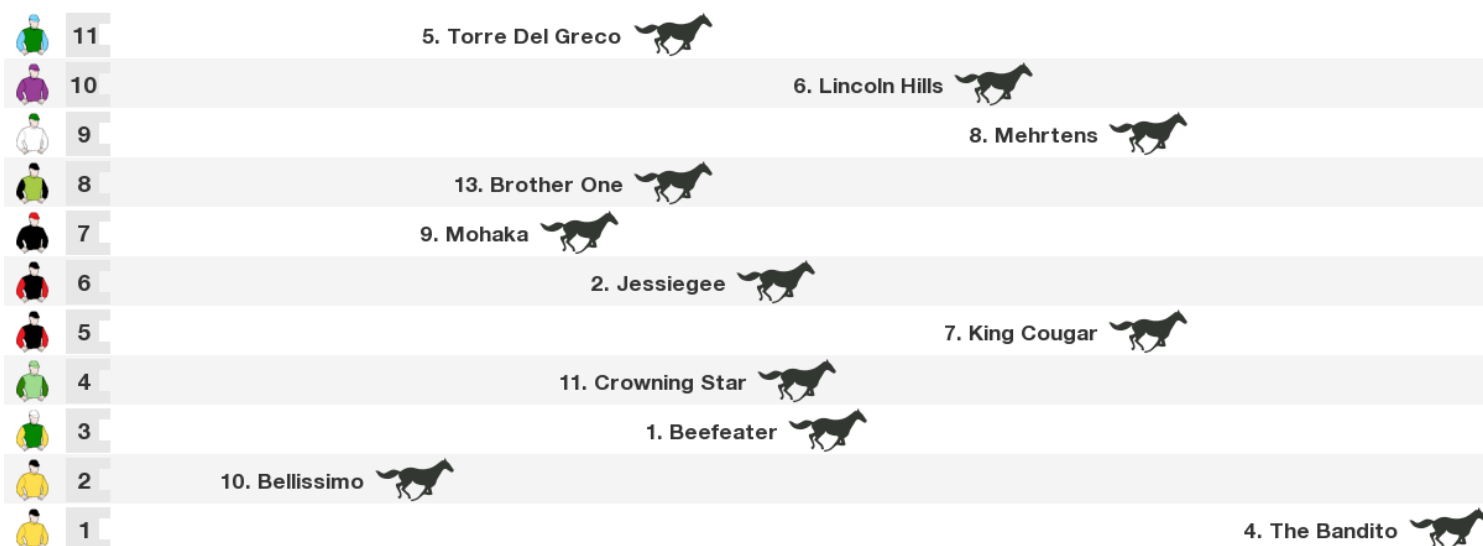 11 5. Torre Del Greco
10 6. Lincoln Hills
9 8. Mehrtens
8 13. Brother One
7 9. Mohaka
6 2. Jessiegee
5 7. King Cougar
4 11. Crowning Star
3 1. Beefeater
2 10. Bellissimo
1 4. The Bandito